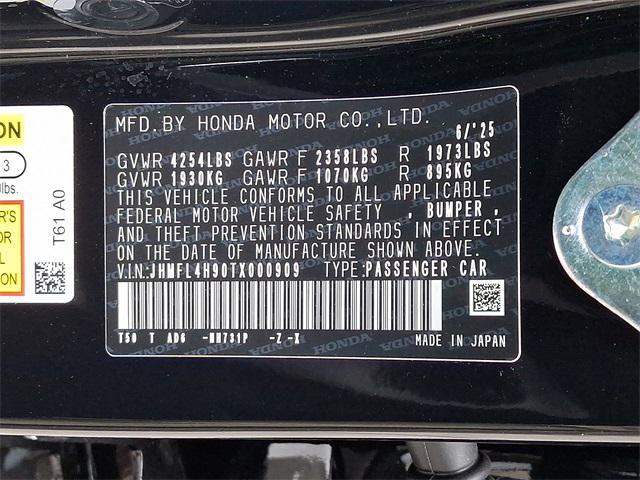 MFD.BY HONDA MOTOR CO.,LTD.
6/'25
GVWR 4254LBS GAWR F 2358LBS R 1973LBS
GVWR 1930KG GAWR F 1070KG R 895KG
THIS VEHICLE CONFORMS TO ALL APPLICABLE
FEDERAL MOTOR VEHICLE SAFETY , BUMPER ,
AND THEFT PREVENTION STANDARDS IN EFFECT
ON THE DATE OF MANUFACTURE SHOWN ABOVE.
V.I.N:JHMFL4H90TX000909 TYPE:PASSENGER CAR
T50 T AD6 -NH731P -Z -X
MADE IN JAPAN
ON
3
lbs.
R'S
OR
L
ON
T61 A0